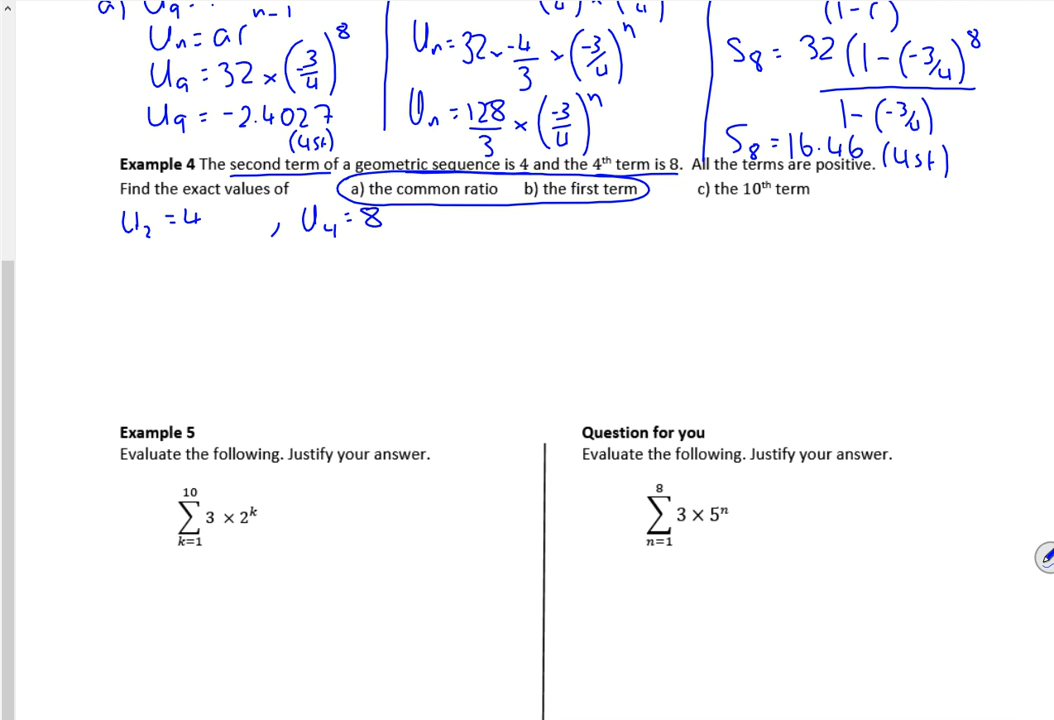 n-1
Un = ar
U9 = 32 × (-3/4)^8
U9 = -2.4027
(4sf)
Un = 32 × -4/3 × (-3/4)^n
Un = -128/3 × (-3/4)^n
(1-r)
S8 = 32(1-(-3/4)^8
1-(-3/4)
S8 = 16.46 (4sf)
Example 4 The second term of a geometric sequence is 4 and the 4th term is 8. All the terms are positive.
Find the exact values of a) the common ratio b) the first term c) the 10th term
U2 = 4 , U4 = 8
Example 5
Evaluate the following. Justify your answer.
10
∑ 3 × 2^k
k=1
Question for you
Evaluate the following. Justify your answer.
8
∑ 3 × 5^n
n=1